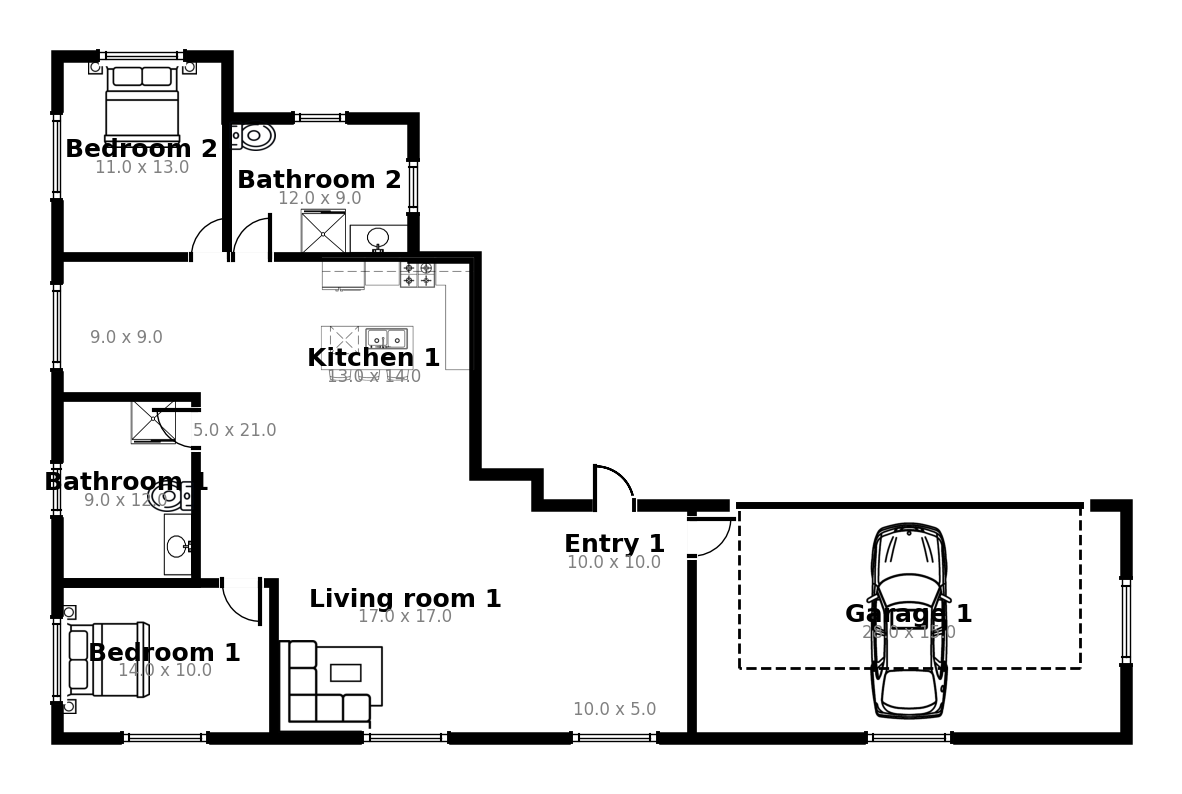 Bedroom 2
11.0 x 13.0
Bathroom 2
12.0 x 9.0
9.0 x 9.0
Kitchen 1
13.0 x 14.0
5.0 x 21.0
Bathroom 1
9.0 x 12.0
Entry 1
10.0 x 10.0
Living room 1
17.0 x 17.0
Garage 1
Bedroom 1
14.0 x 10.0
10.0 x 5.0